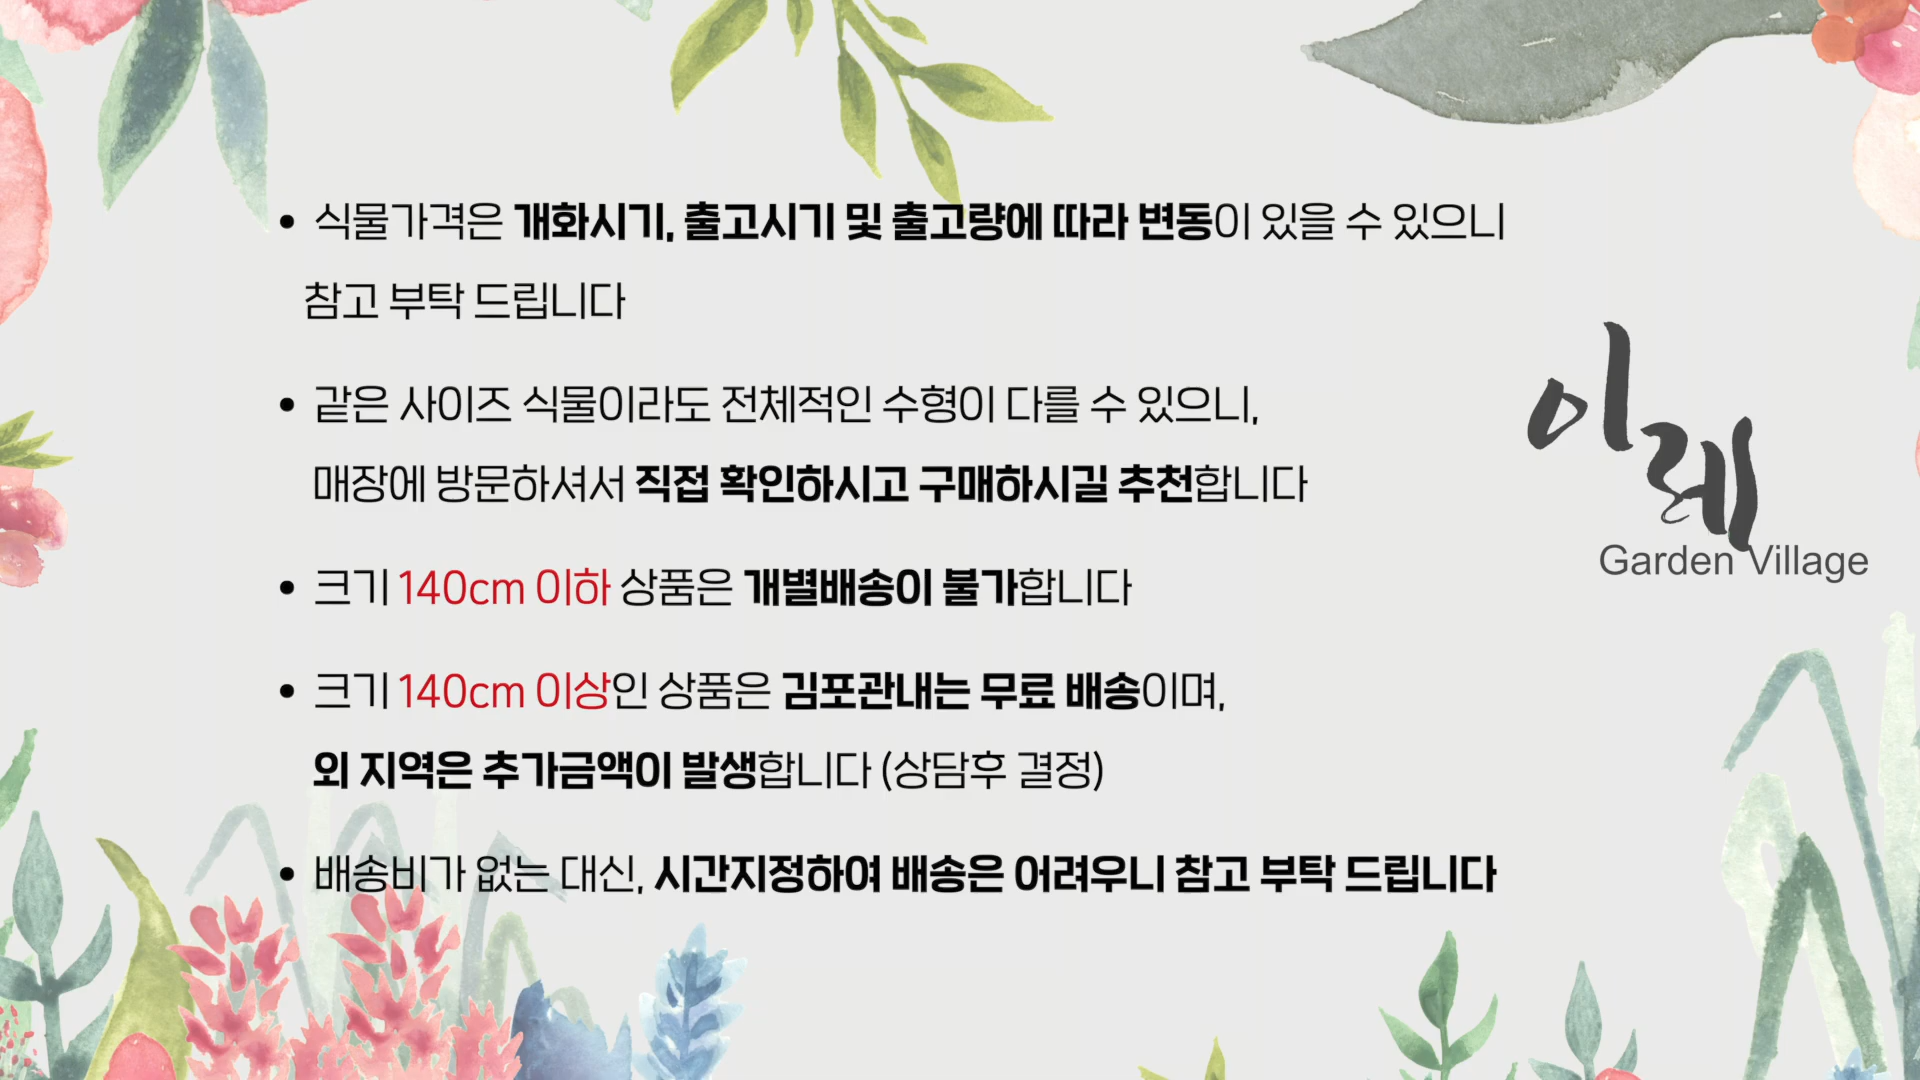 • 식물가격은 개화시기, 출고시기 및 출고량에 따라 변동이 있을 수 있으니
참고 부탁 드립니다
• 같은 사이즈 식물이라도 전체적인 수형이 다를 수 있으니,
매장에 방문하셔서 직접 확인하시고 구매하시길 추천합니다
• 크기 140cm 이하 상품은 개별배송이 불가합니다
• 크기 140cm 이상인 상품은 김포관내는 무료 배송이며,
외 지역은 추가금액이 발생합니다 (상담후 결정)
• 배송비가 없는 대신, 시간지정하여 배송은 어려우니 참고 부탁 드립니다
이레
Garden Village